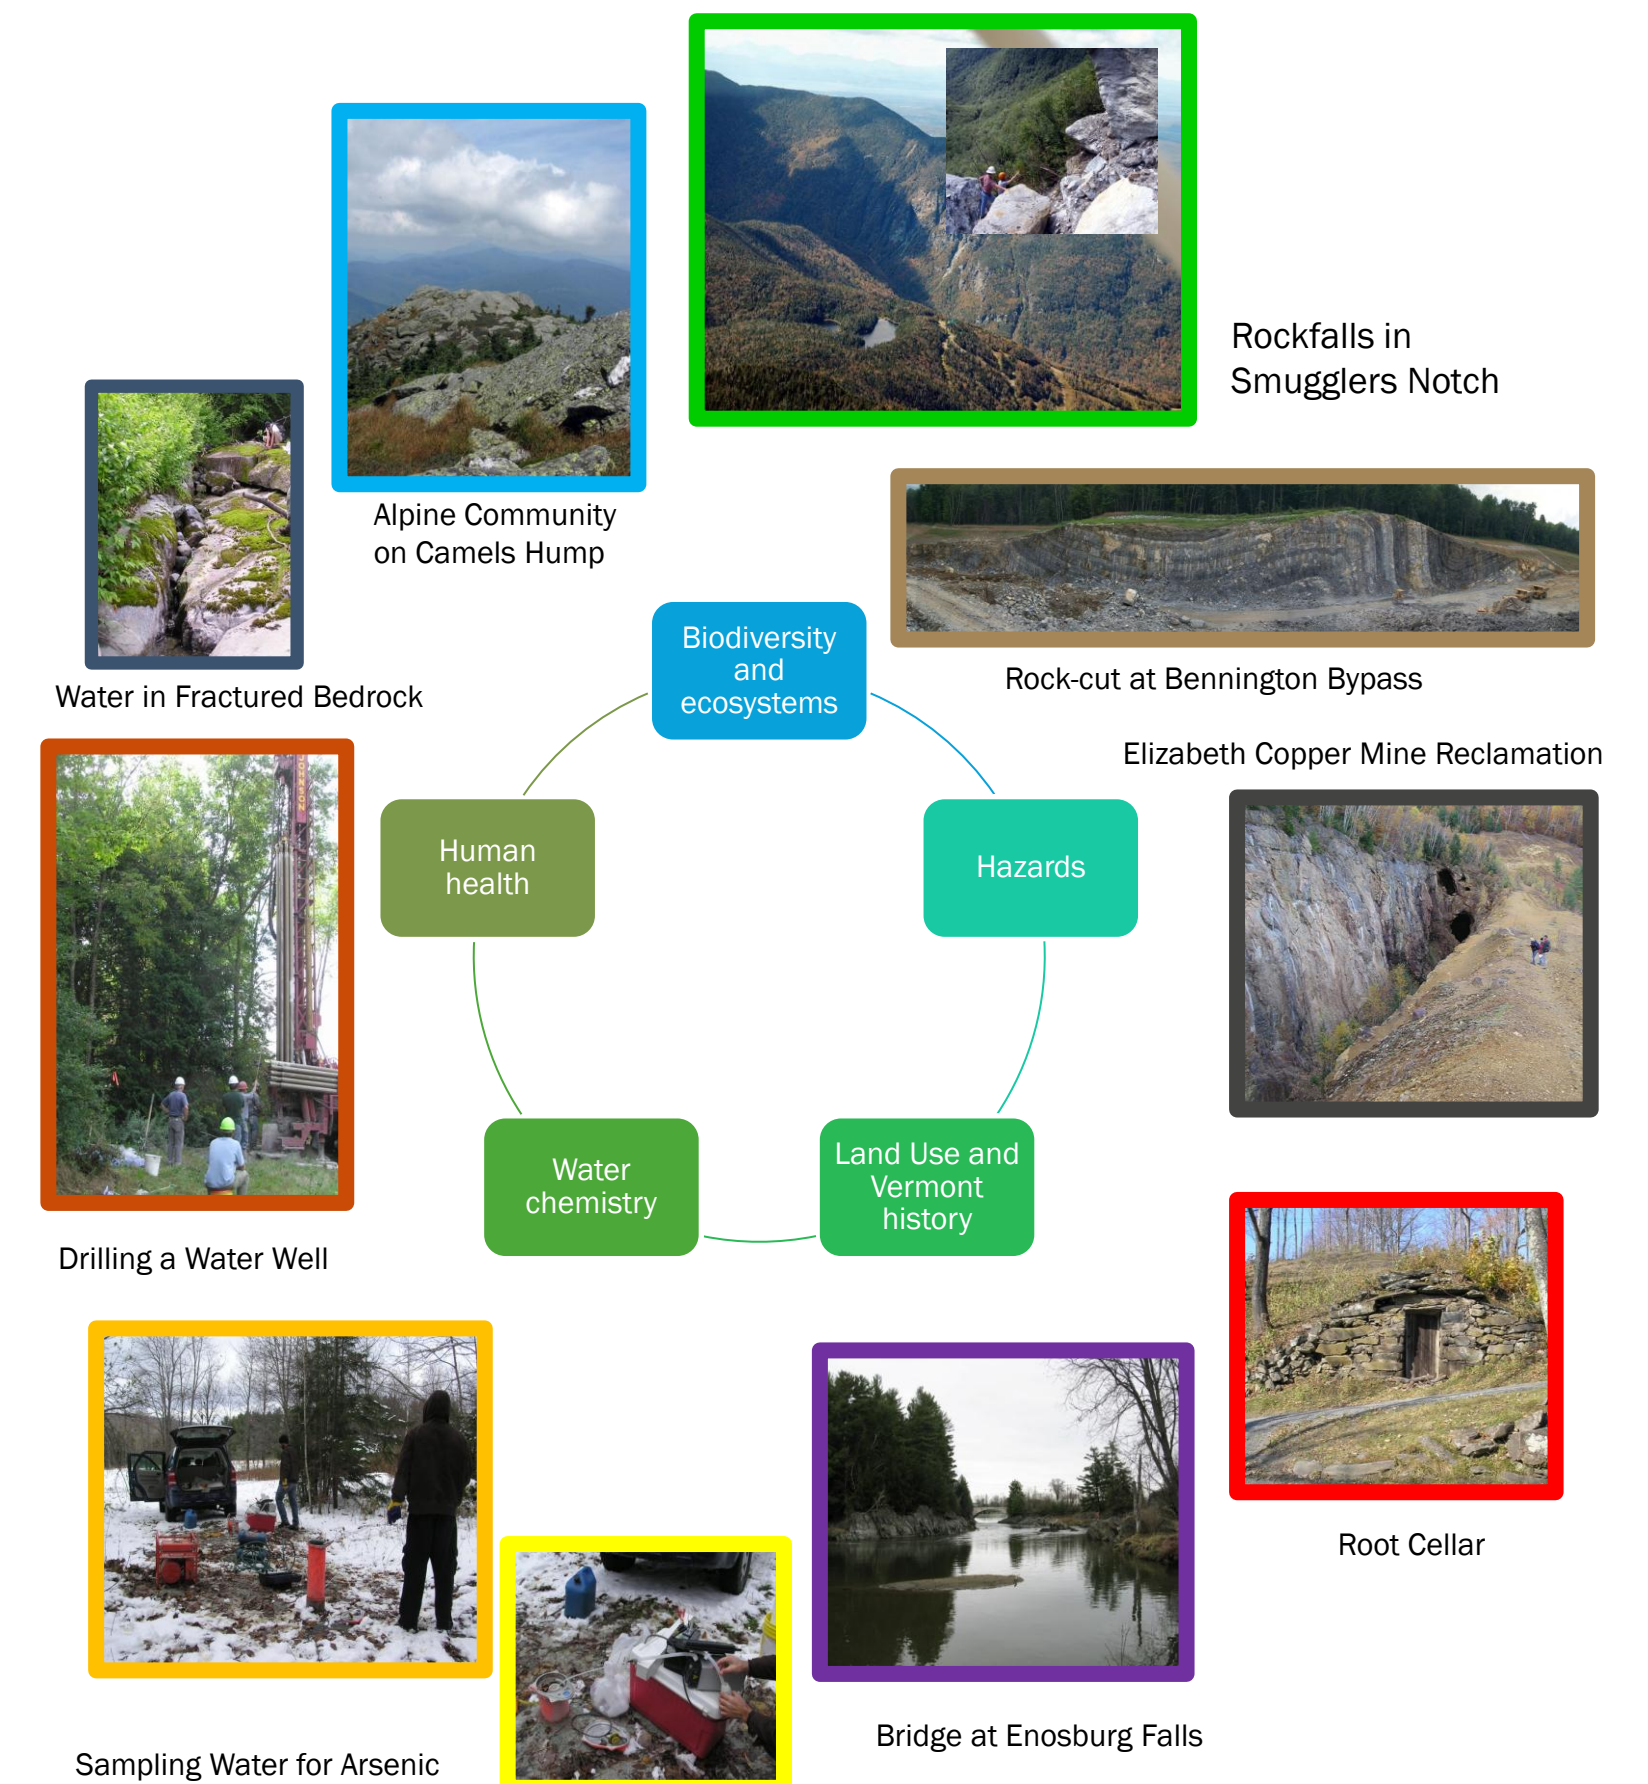 Rockfalls in
Smugglers Notch
Alpine Community
on Camels Hump
Water in Fractured Bedrock
Rock-cut at Bennington Bypass
Elizabeth Copper Mine Reclamation
Biodiversity
and
ecosystems
Human
health
Hazards
Water
chemistry
Land Use and
Vermont
history
JOHNSON
Drilling a Water Well
Root Cellar
Bridge at Enosburg Falls
Sampling Water for Arsenic